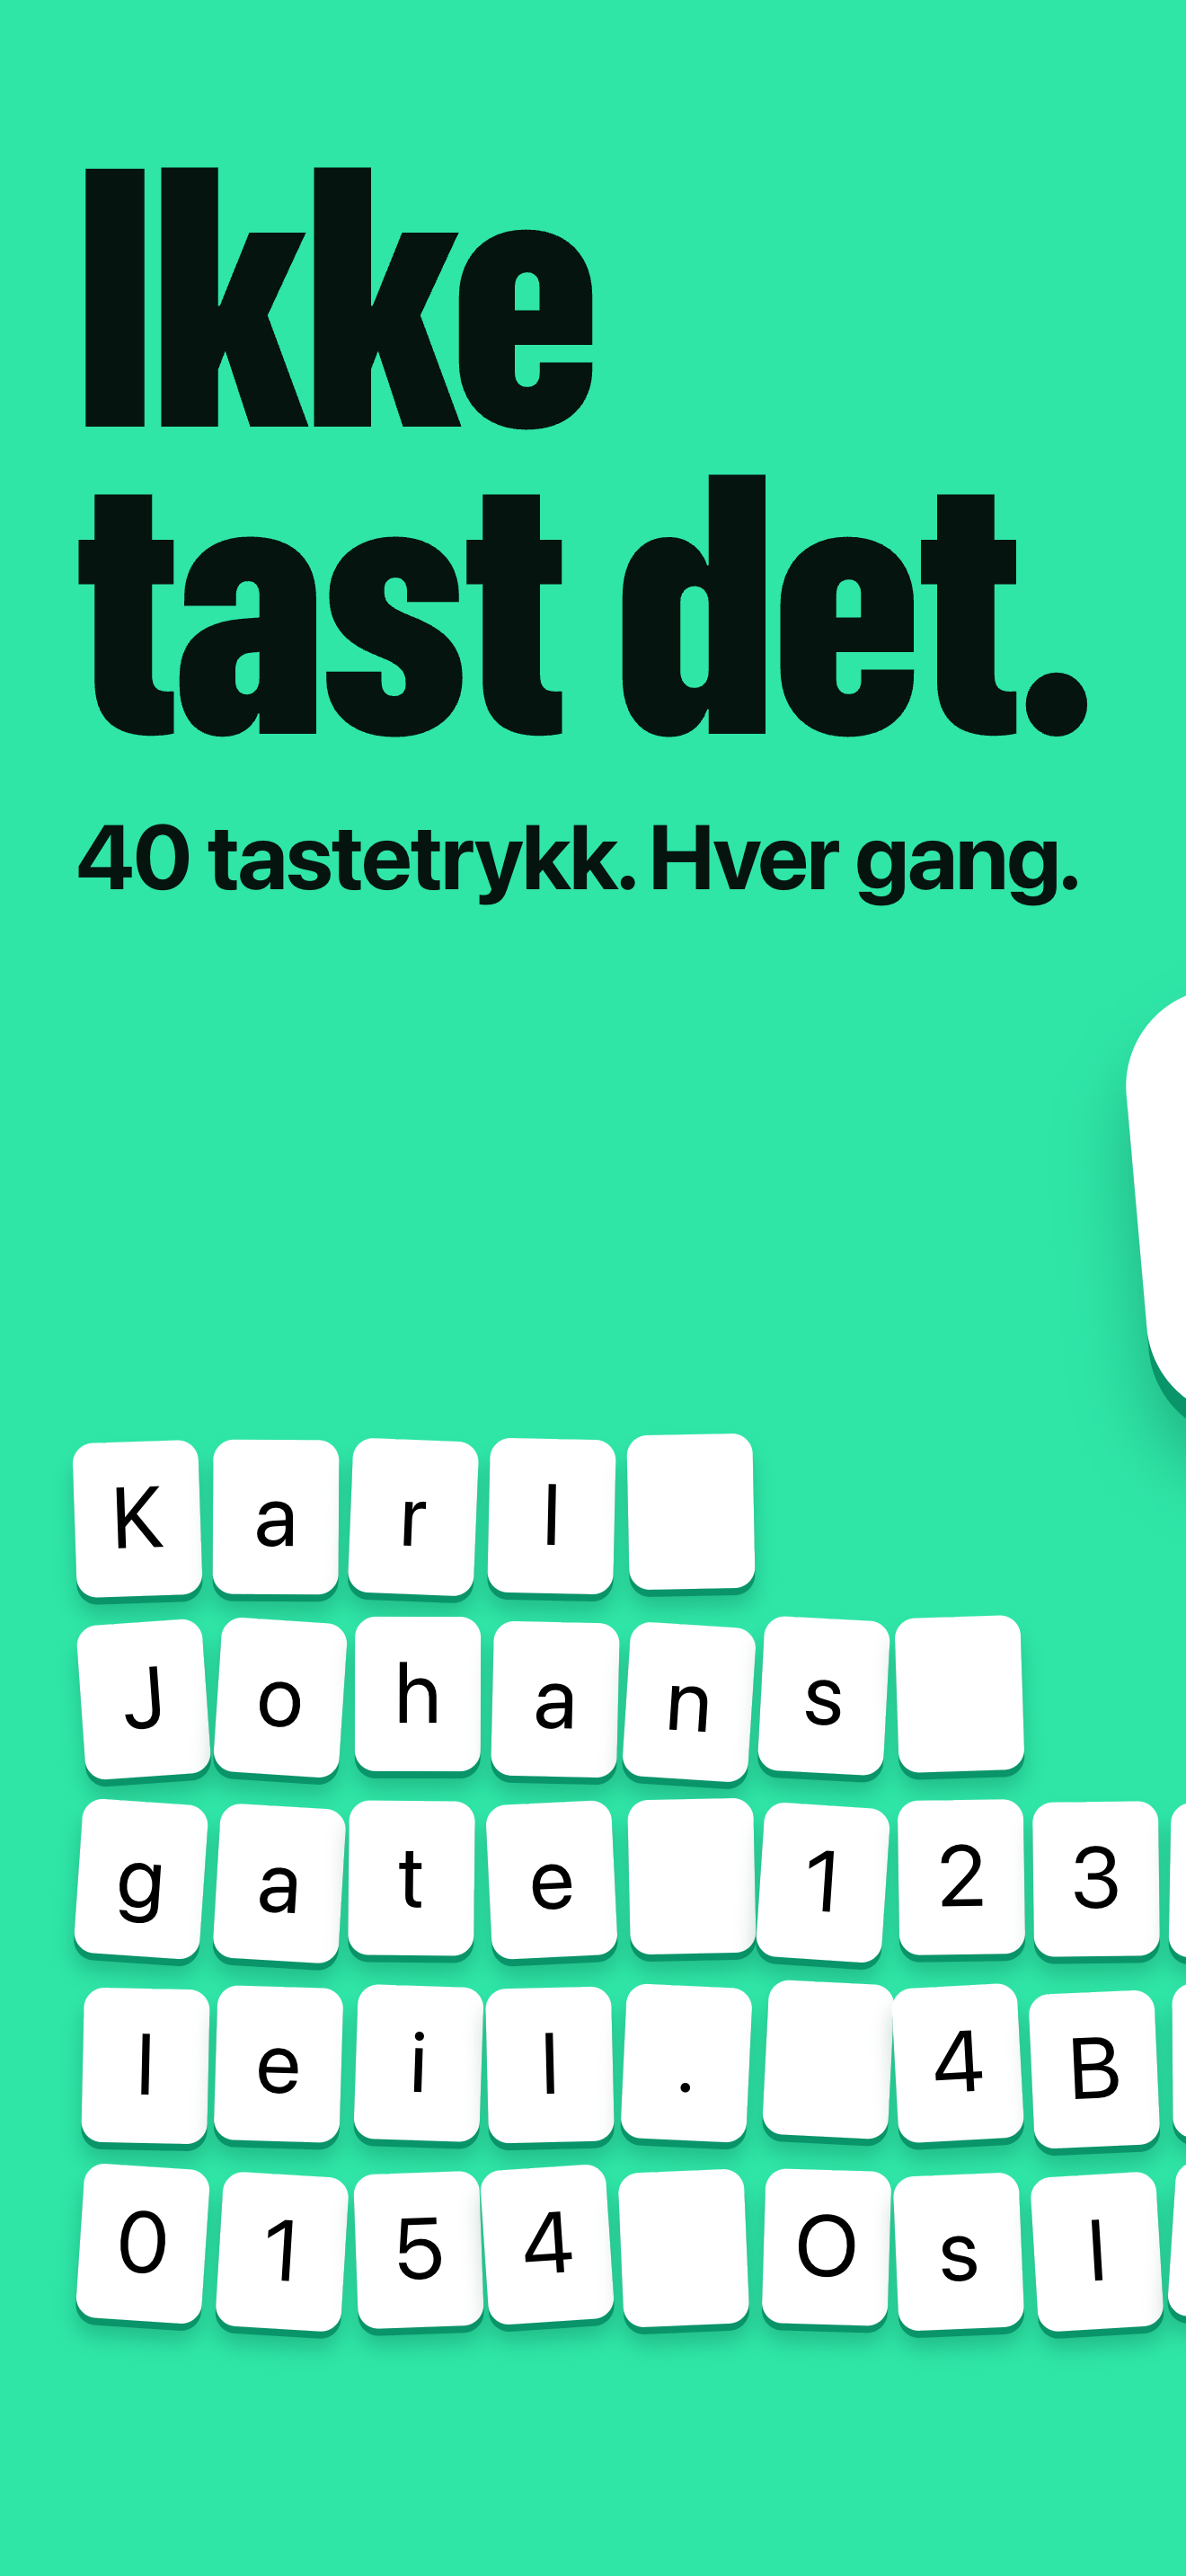 Ikke
tast det.
40 tastetrykk. Hver gang.
Karl
Johans
gate 123
leil. 4B
0154 Osl